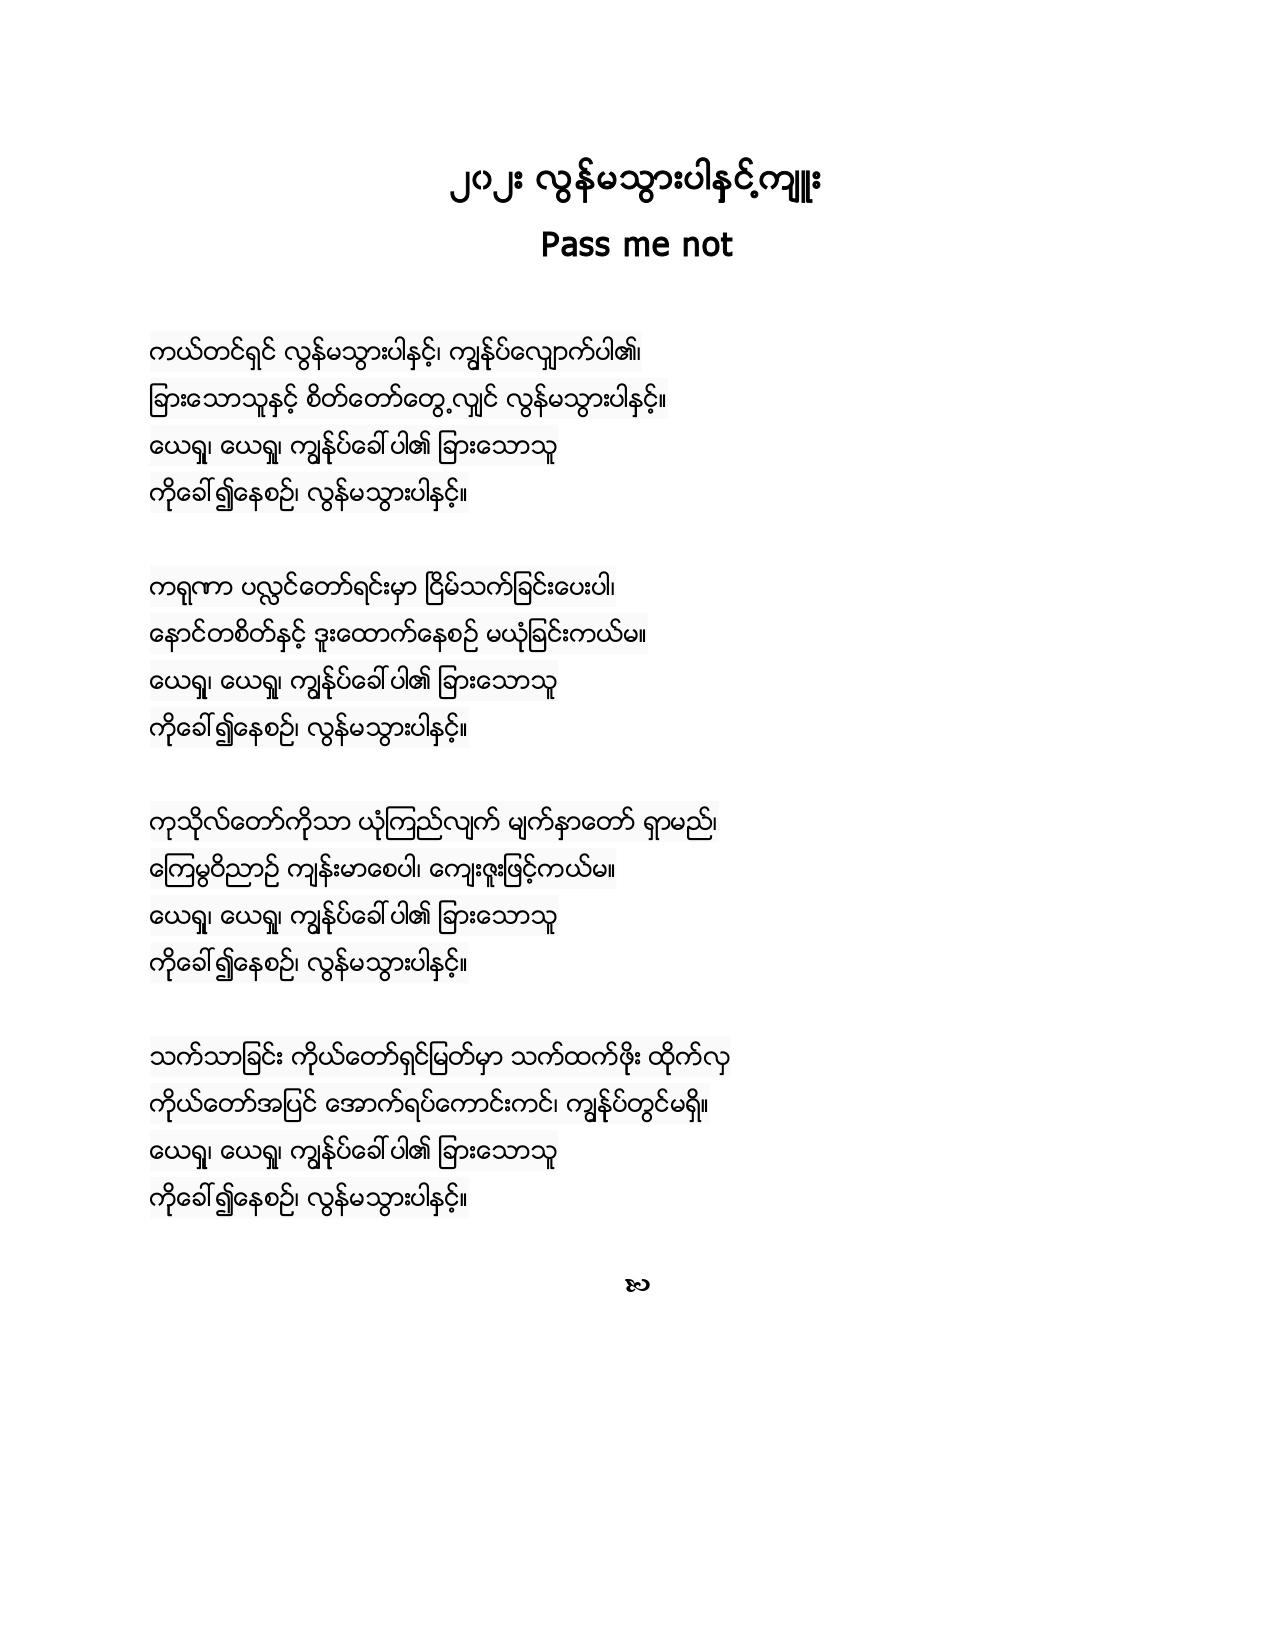 ၂၀၂း လွန်မသွားပါနှင့်ကျူး
Pass me not
ကယ်တင်ရှင် လွန်မသွားပါနှင့်၊ ကျွန်ုပ်လျှောက်ပါ၏၊
ခြားသောသူနှင့် စိတ်တော်တွေ့လျှင် လွန်မသွားပါနှင့်။
ယေရှု၊ ယေရှု၊ ကျွန်ုပ်ခေါ်ပါ၏ ခြားသောသူ
ကိုခေါ်၍နေစဉ်၊ လွန်မသွားပါနှင့်။
ကရုဏာ ပလ္လင်တော်ရင်းမှာ ငြိမ်သက်ခြင်းပေးပါ၊
နောင်တစိတ်နှင့် ဒူးထောက်နေစဉ် မယုံခြင်းကယ်မ။
ယေရှု၊ ယေရှု၊ ကျွန်ုပ်ခေါ်ပါ၏ ခြားသောသူ
ကိုခေါ်၍နေစဉ်၊ လွန်မသွားပါနှင့်။
ကုသိုလ်တော်ကိုသာ ယုံကြည်လျက် မျက်နှာတော် ရှာမည်၊
ကြေမွဝိညာဉ် ကျန်းမာစေပါ၊ ကျေးဇူးဖြင့်ကယ်မ။
ယေရှု၊ ယေရှု၊ ကျွန်ုပ်ခေါ်ပါ၏ ခြားသောသူ
ကိုခေါ်၍နေစဉ်၊ လွန်မသွားပါနှင့်။
သက်သာခြင်း ကိုယ်တော်ရှင်မြတ်မှာ သက်ထက်ဖိုး ထိုက်လှ
ကိုယ်တော်အပြင် အောက်ရပ်ကောင်းကင်၊ ကျွန်ုပ်တွင်မရှိ။
ယေရှု၊ ယေရှု၊ ကျွန်ုပ်ခေါ်ပါ၏ ခြားသောသူ
ကိုခေါ်၍နေစဉ်၊ လွန်မသွားပါနှင့်။